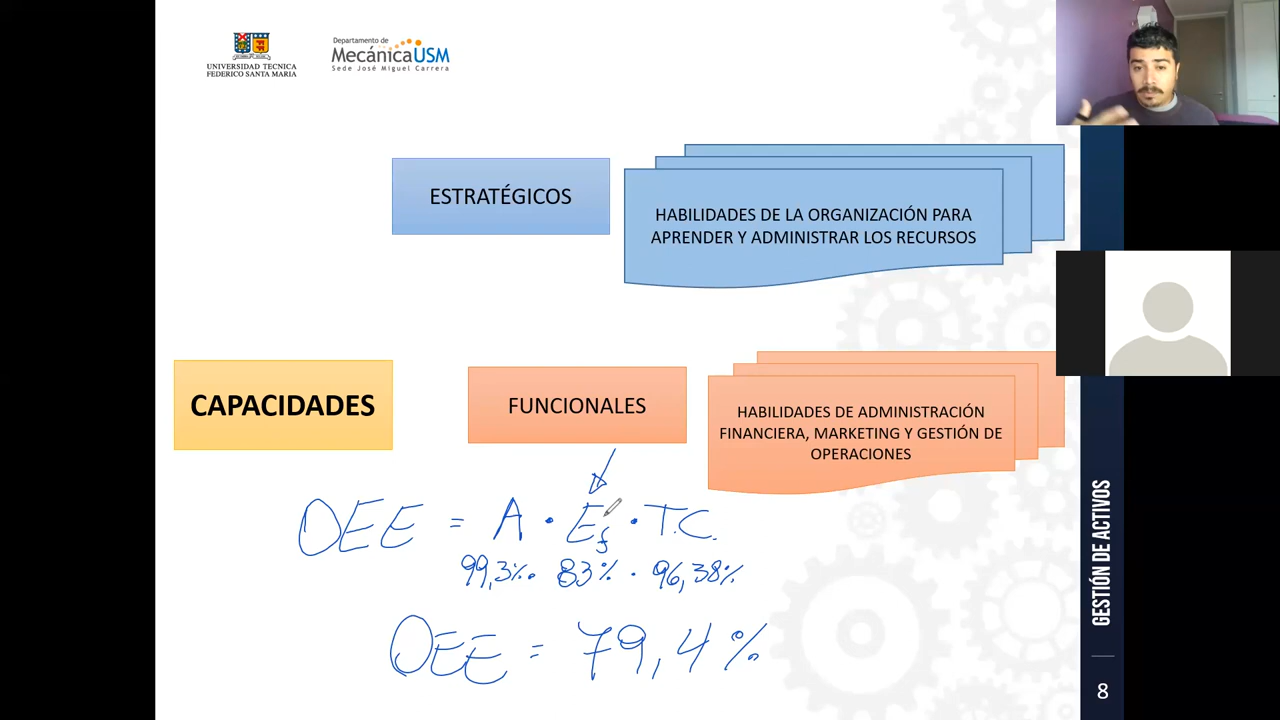 UNIVERSIDAD TECNICA
FEDERICO SANTA MARIA
Departamento de
MecánicaUSM
Sede José Miguel Carrera
ESTRATÉGICOS
HABILIDADES DE LA ORGANIZACIÓN PARA
APRENDER Y ADMINISTRAR LOS RECURSOS
CAPACIDADES
FUNCIONALES
HABILIDADES DE ADMINISTRACIÓN
FINANCIERA, MARKETING Y GESTIÓN DE
OPERACIONES
OEE = A · Ef · T.C.
99,3% · 83% · 96,38%
OEE = 79,4%
GESTIÓN DE ACTIVOS
8